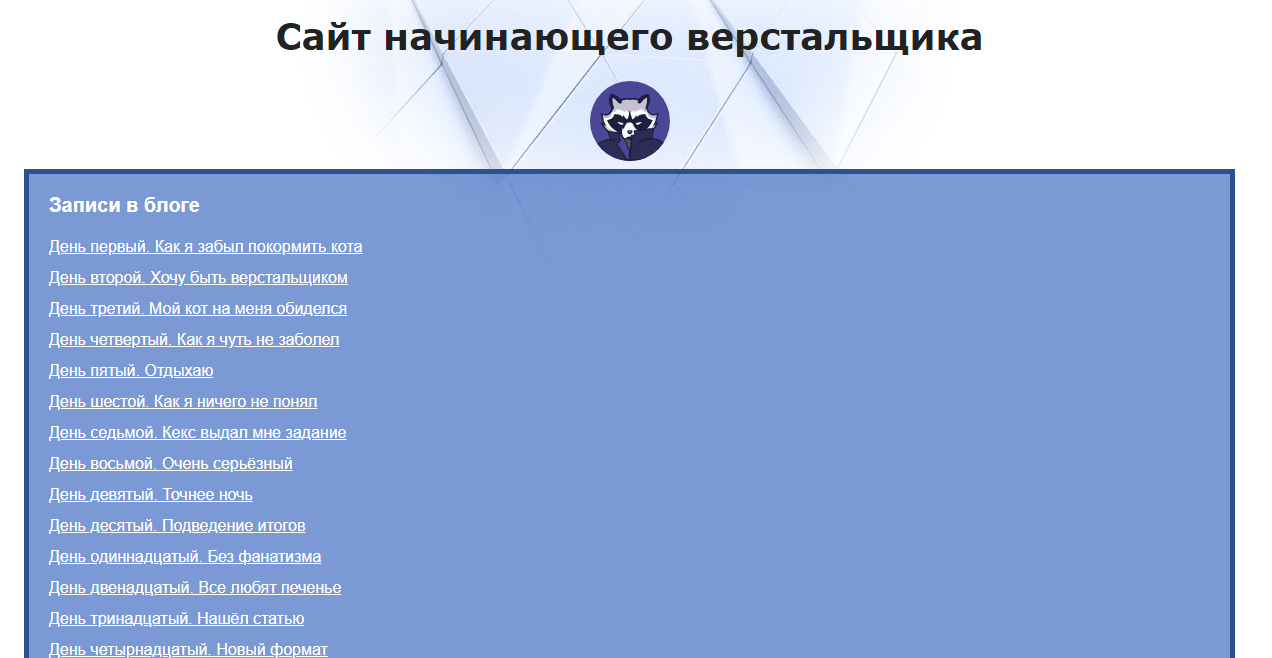 Сайт начинающего верстальщика
Записи в блоге
День первый. Как я забыл покормить кота
День второй. Хочу быть верстальщиком
День третий. Мой кот на меня обиделся
День четвертый. Как я чуть не заболел
День пятый. Отдыхаю
День шестой. Как я ничего не понял
День седьмой. Кекс выдал мне задание
День восьмой. Очень серьёзный
День девятый. Точнее ночь
День десятый. Подведение итогов
День одиннадцатый. Без фанатизма
День двенадцатый. Все любят печенье
День тринадцатый. Нашёл статью
День четырнадцатый. Новый формат